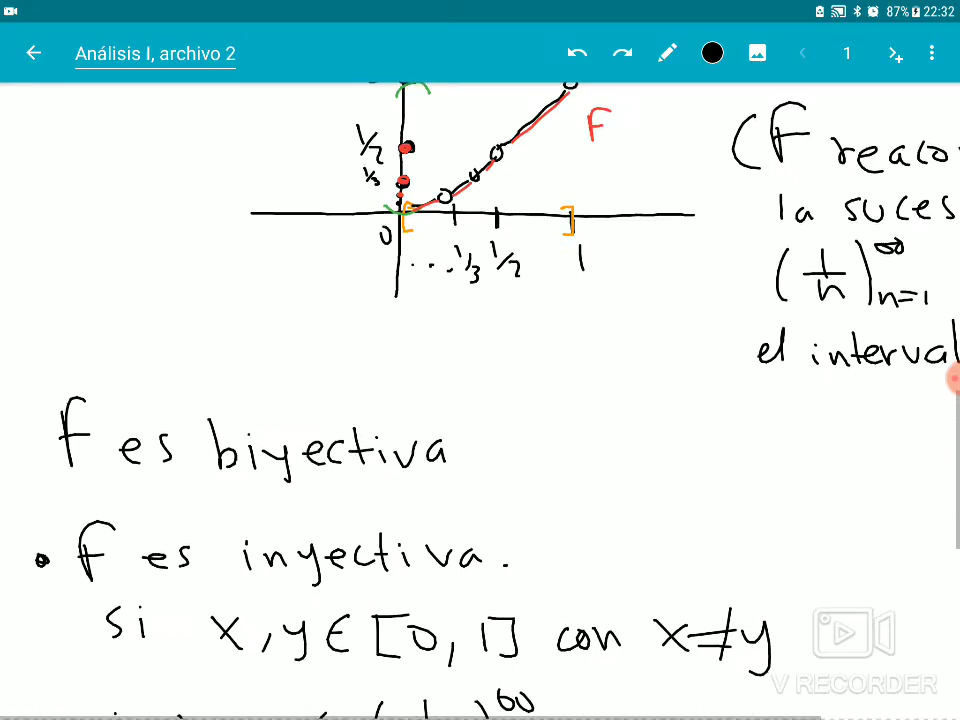 87% 22:32
Análisis I, archivo 2
1
1/2
1/3
F
0
... 1/3 1/2 1
(F reaco
la suces
(1/n)∞n=1
el interval
F es biyectiva
• F es inyectiva.
si x, y ∈ [0, 1] con x ≠ y
V RECORDER